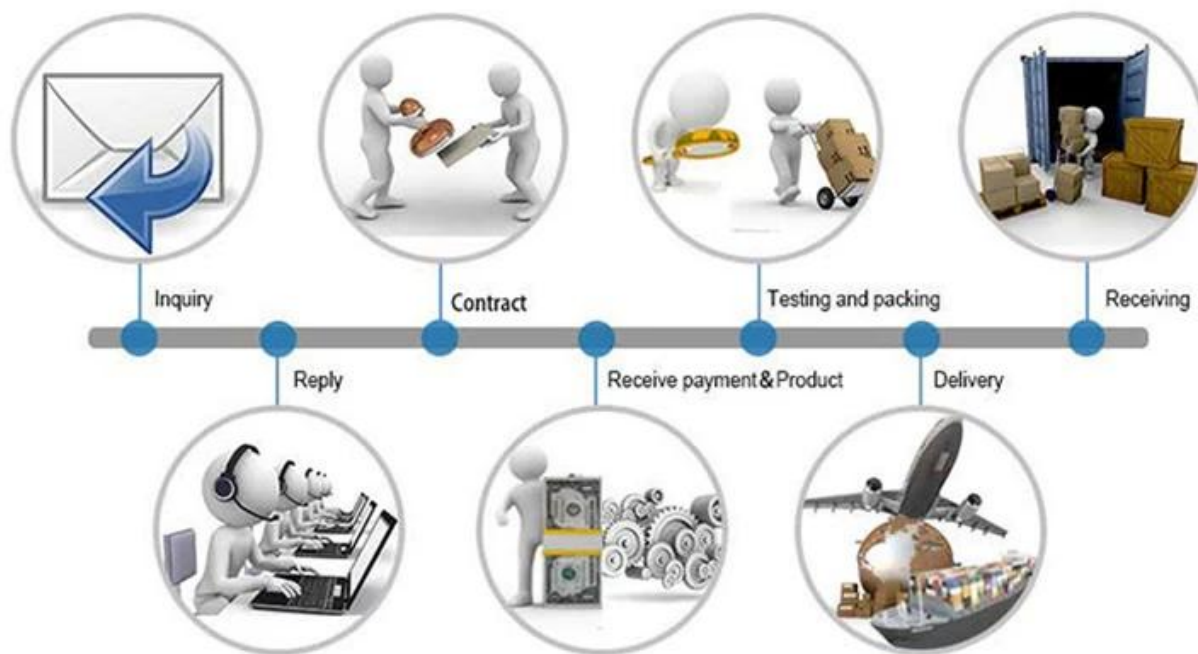 Inquiry
Contract
Testing and packing
Receiving
Reply
Receive payment&Product
Delivery